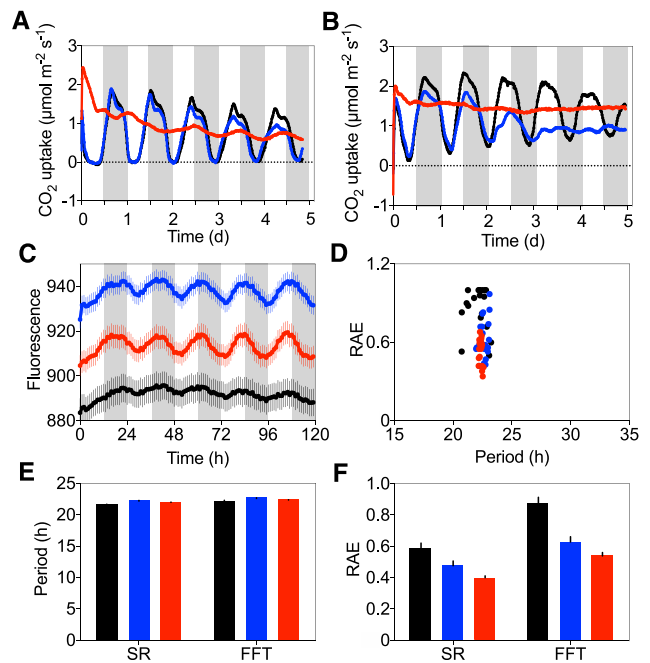 A
B
CO2 uptake (µmol m-2 s-1)
3
2
1
0
-1
0 1 2 3 4 5
Time (d)
CO2 uptake (µmol m-2 s-1)
3
2
1
0
-1
0 1 2 3 4 5
Time (d)
C
D
Fluorescence
940
920
900
880
0 24 48 72 96 120
Time (h)
RAE
1.2
0.6
0
15 20 25 30 35
Period (h)
E
F
Period (h)
25
20
15
10
5
0
SR FFT
RAE
1.0
0.8
0.6
0.4
0.2
0
SR FFT